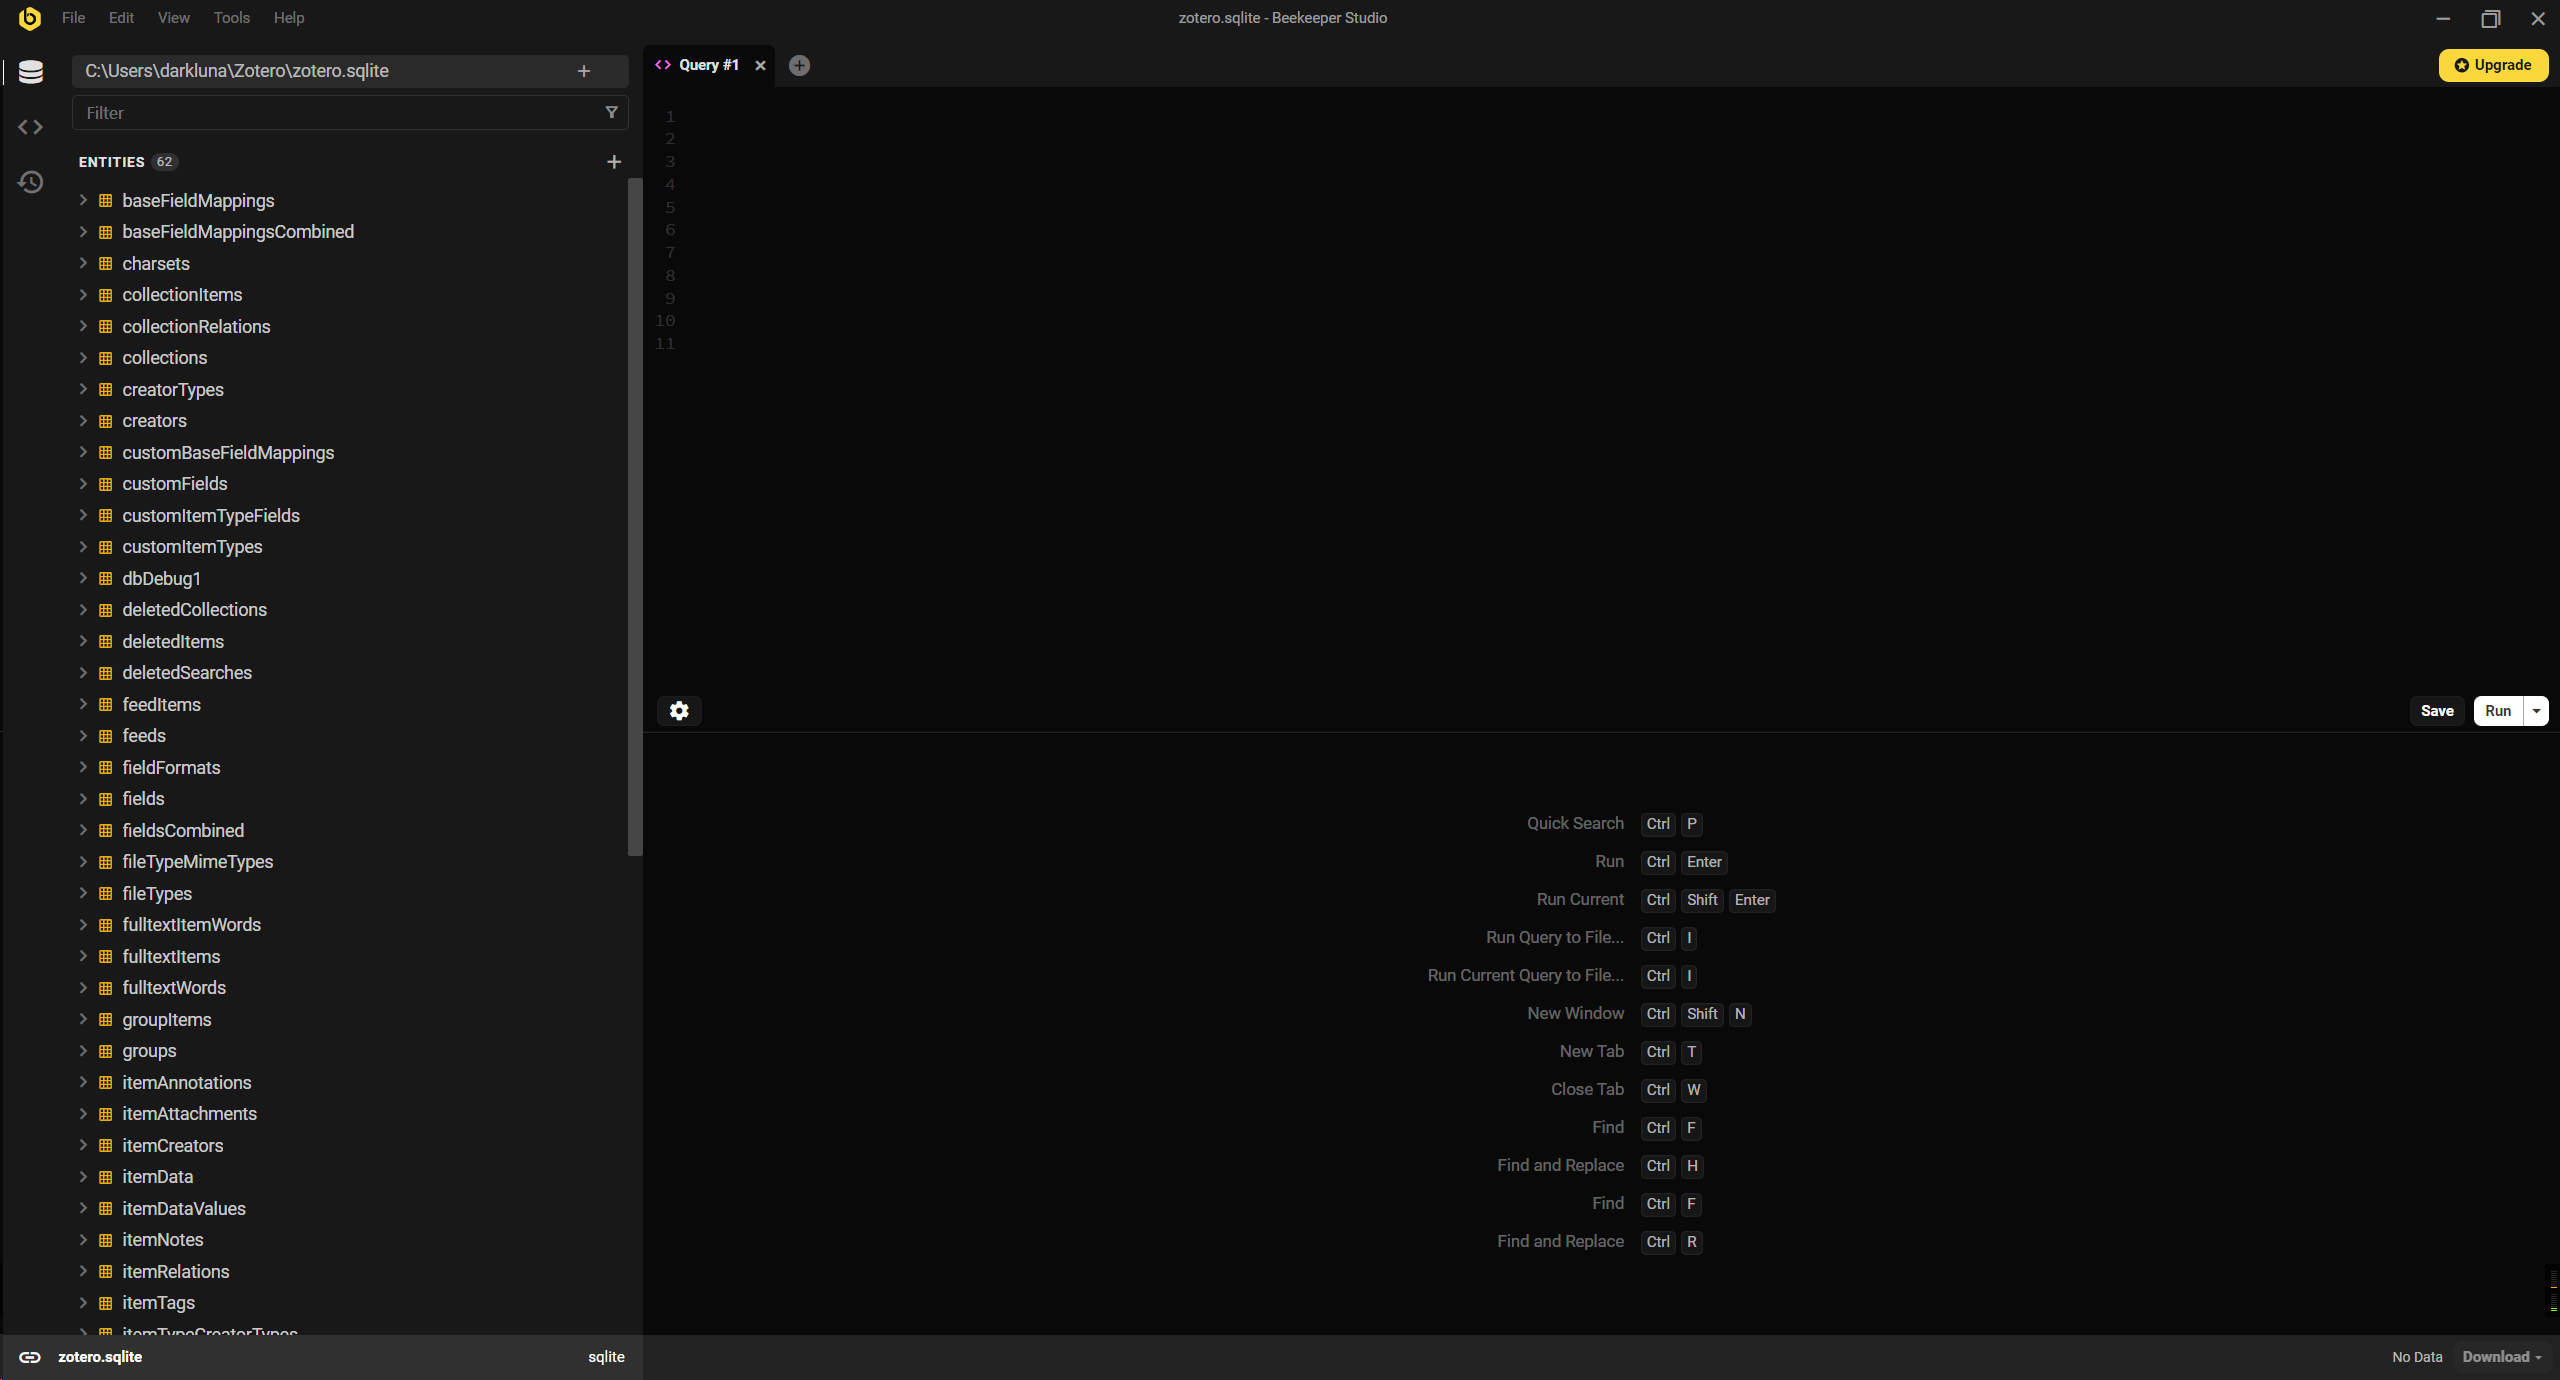 File Edit View Tools Help
zotero.sqlite - Beekeeper Studio
C:\Users\darkluna\Zotero\zotero.sqlite
Filter
ENTITIES 62
baseFieldMappings
baseFieldMappingsCombined
charsets
collectionItems
collectionRelations
collections
creatorTypes
creators
customBaseFieldMappings
customFields
customItemTypeFields
customItemTypes
dbDebug1
deletedCollections
deletedItems
deletedSearches
feedItems
feeds
fieldFormats
fields
fieldsCombined
fileTypeMimeTypes
fileTypes
fulltextItemWords
fulltextItems
fulltextWords
groupItems
groups
itemAnnotations
itemAttachments
itemCreators
itemData
itemDataValues
itemNotes
itemRelations
itemTags
itemTypeCreatorTypes
zotero.sqlite sqlite
Query #1
Upgrade
1
2
3
4
5
6
7
8
9
10
11
Save Run
Quick Search Ctrl P
Run Ctrl Enter
Run Current Ctrl Shift Enter
Run Query to File... Ctrl I
Run Current Query to File... Ctrl I
New Window Ctrl Shift N
New Tab Ctrl T
Close Tab Ctrl W
Find Ctrl F
Find and Replace Ctrl H
Find Ctrl F
Find and Replace Ctrl R
No Data Download